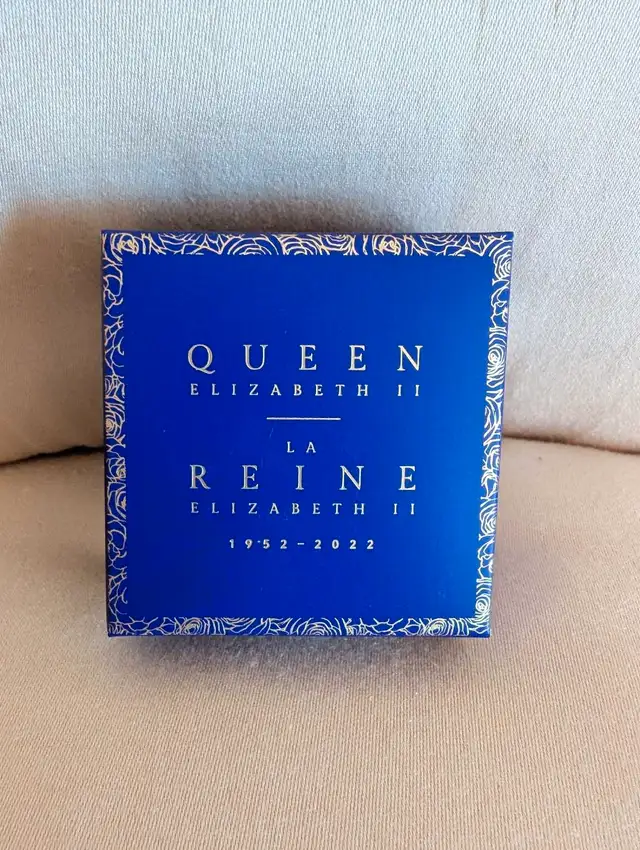 QUEEN
ELIZABETH II
LA
REINE
ELIZABETH II
1952-2022